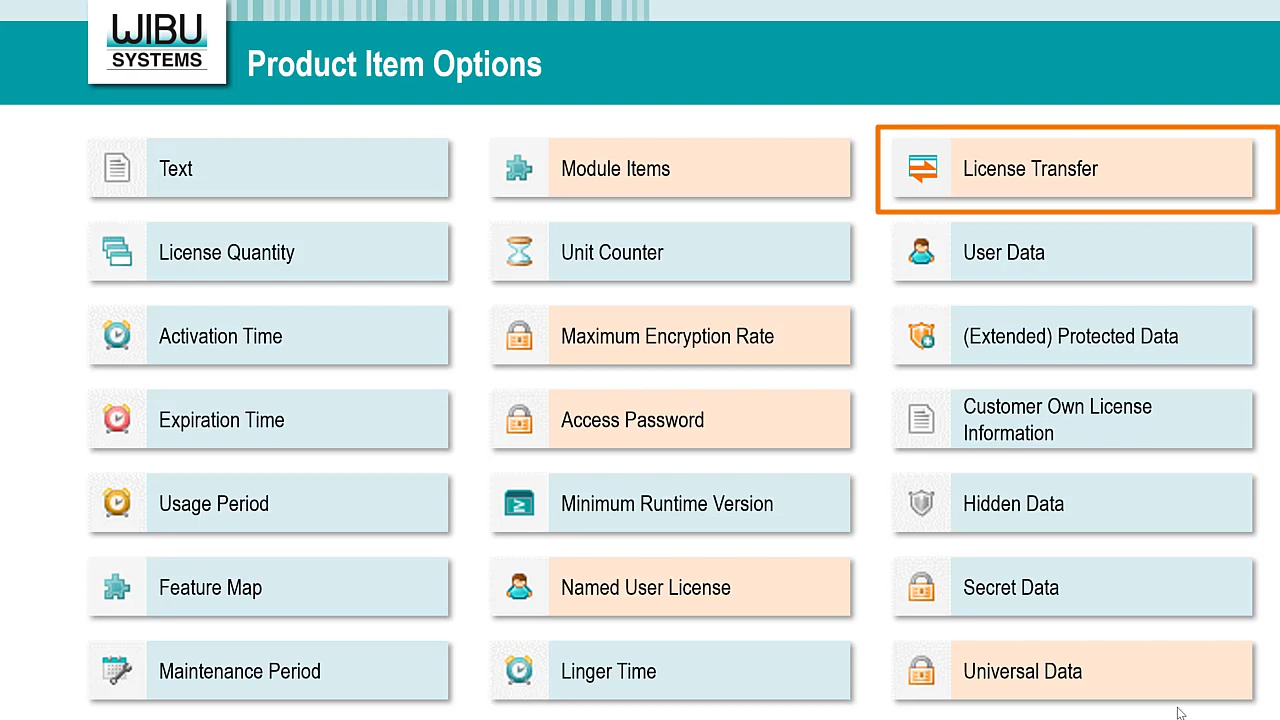 WIBU
SYSTEMS
Product Item Options
Text
Module Items
License Transfer
License Quantity
Unit Counter
User Data
Activation Time
Maximum Encryption Rate
(Extended) Protected Data
Expiration Time
Access Password
Customer Own License
Information
Usage Period
Minimum Runtime Version
Hidden Data
Feature Map
Named User License
Secret Data
Maintenance Period
Linger Time
Universal Data